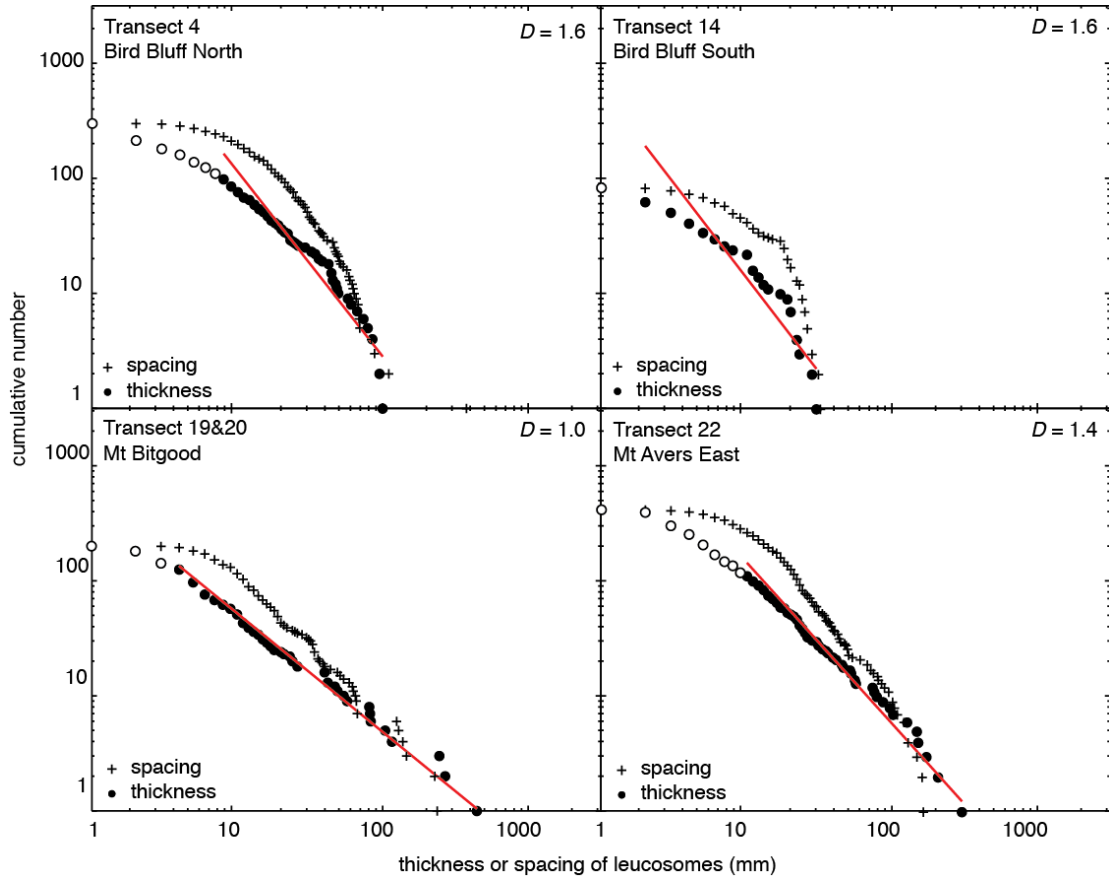 Transect 4
Bird Bluff North
D = 1.6
1000
100
10
1
+ spacing
● thickness
Transect 14
Bird Bluff South
D = 1.6
+ spacing
● thickness
cumulative number
Transect 19&20
Mt Bitgood
D = 1.0
1000
100
10
1
+ spacing
● thickness
1 10 100 1000
Transect 22
Mt Avers East
D = 1.4
+ spacing
● thickness
1 10 100 1000
thickness or spacing of leucosomes (mm)